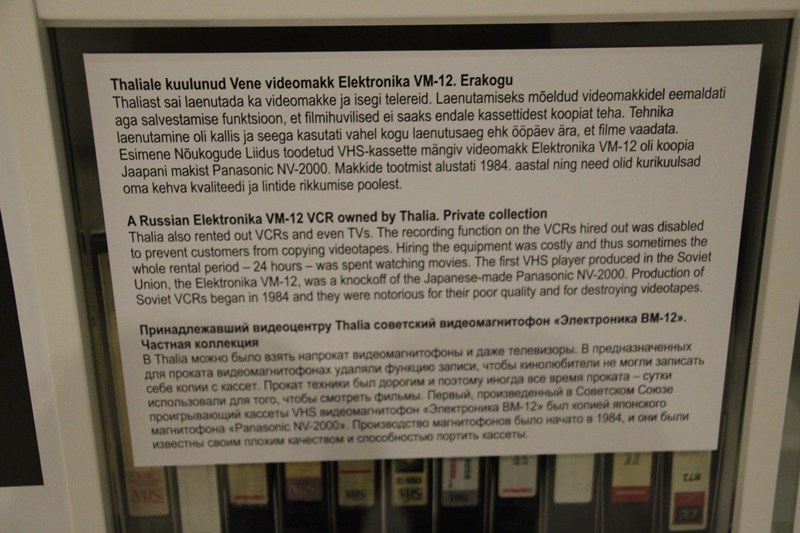 Thaliale kuulunud Vene videomakk Elektronika VM-12. Erakogu
Thaliast sai laenutada ka videomakke ja isegi telereid. Laenutamiseks mõeldud videomakkidel eemaldati
aga salvestamise funktsioon, et filmihuvilised ei saaks endale kassettidest koopiat teha. Tehnika
laenutamine oli kallis ja seega kasutati vahel kogu laenutusaeg ehk ööpäev ära, et filme vaadata.
Esimene Nõukogude Liidus toodetud VHS-kassette mängiv videomakk Elektronika VM-12 oli koopia
Jaapani makist Panasonic NV-2000. Makkide tootmist alustati 1984. aastal ning need olid kurikuulsad
oma kehva kvaliteedi ja lintide rikkumise poolest.
A Russian Elektronika VM-12 VCR owned by Thalia. Private collection
Thalia also rented out VCRs and even TVs. The recording function on the VCRs hired out was disabled
to prevent customers from copying videotapes. Hiring the equipment was costly and thus sometimes the
whole rental period – 24 hours – was spent watching movies. The first VHS player produced in the Soviet
Union, the Elektronika VM-12, was a knockoff of the Japanese-made Panasonic NV-2000. Production of
Soviet VCRs began in 1984 and they were notorious for their poor quality and for destroying videotapes.
Принадлежавший видеоцентру Thalia советский видеомагнитофон «Электроника ВМ-12».
Частная коллекция
В Thalia можно было взять напрокат видеомагнитофоны и даже телевизоры. В предназначенных
для проката видеомагнитофонах удаляли функцию записи, чтобы кинолюбители не могли записать
себе копии с кассет. Прокат техники был дорогим и поэтому иногда все время проката – сутки
использовали для того, чтобы смотреть фильмы. Первый, произведенный в Советском Союзе
проигрывающий кассеты VHS видеомагнитофон «Электроника ВМ-12» был копией японского
магнитофона «Panasonic NV-2000». Производство магнитофонов было начато в 1984, и они были
известны своим плохим качеством и способностью портить кассеты.
VHS
VHS
VHS
VHS
VHS